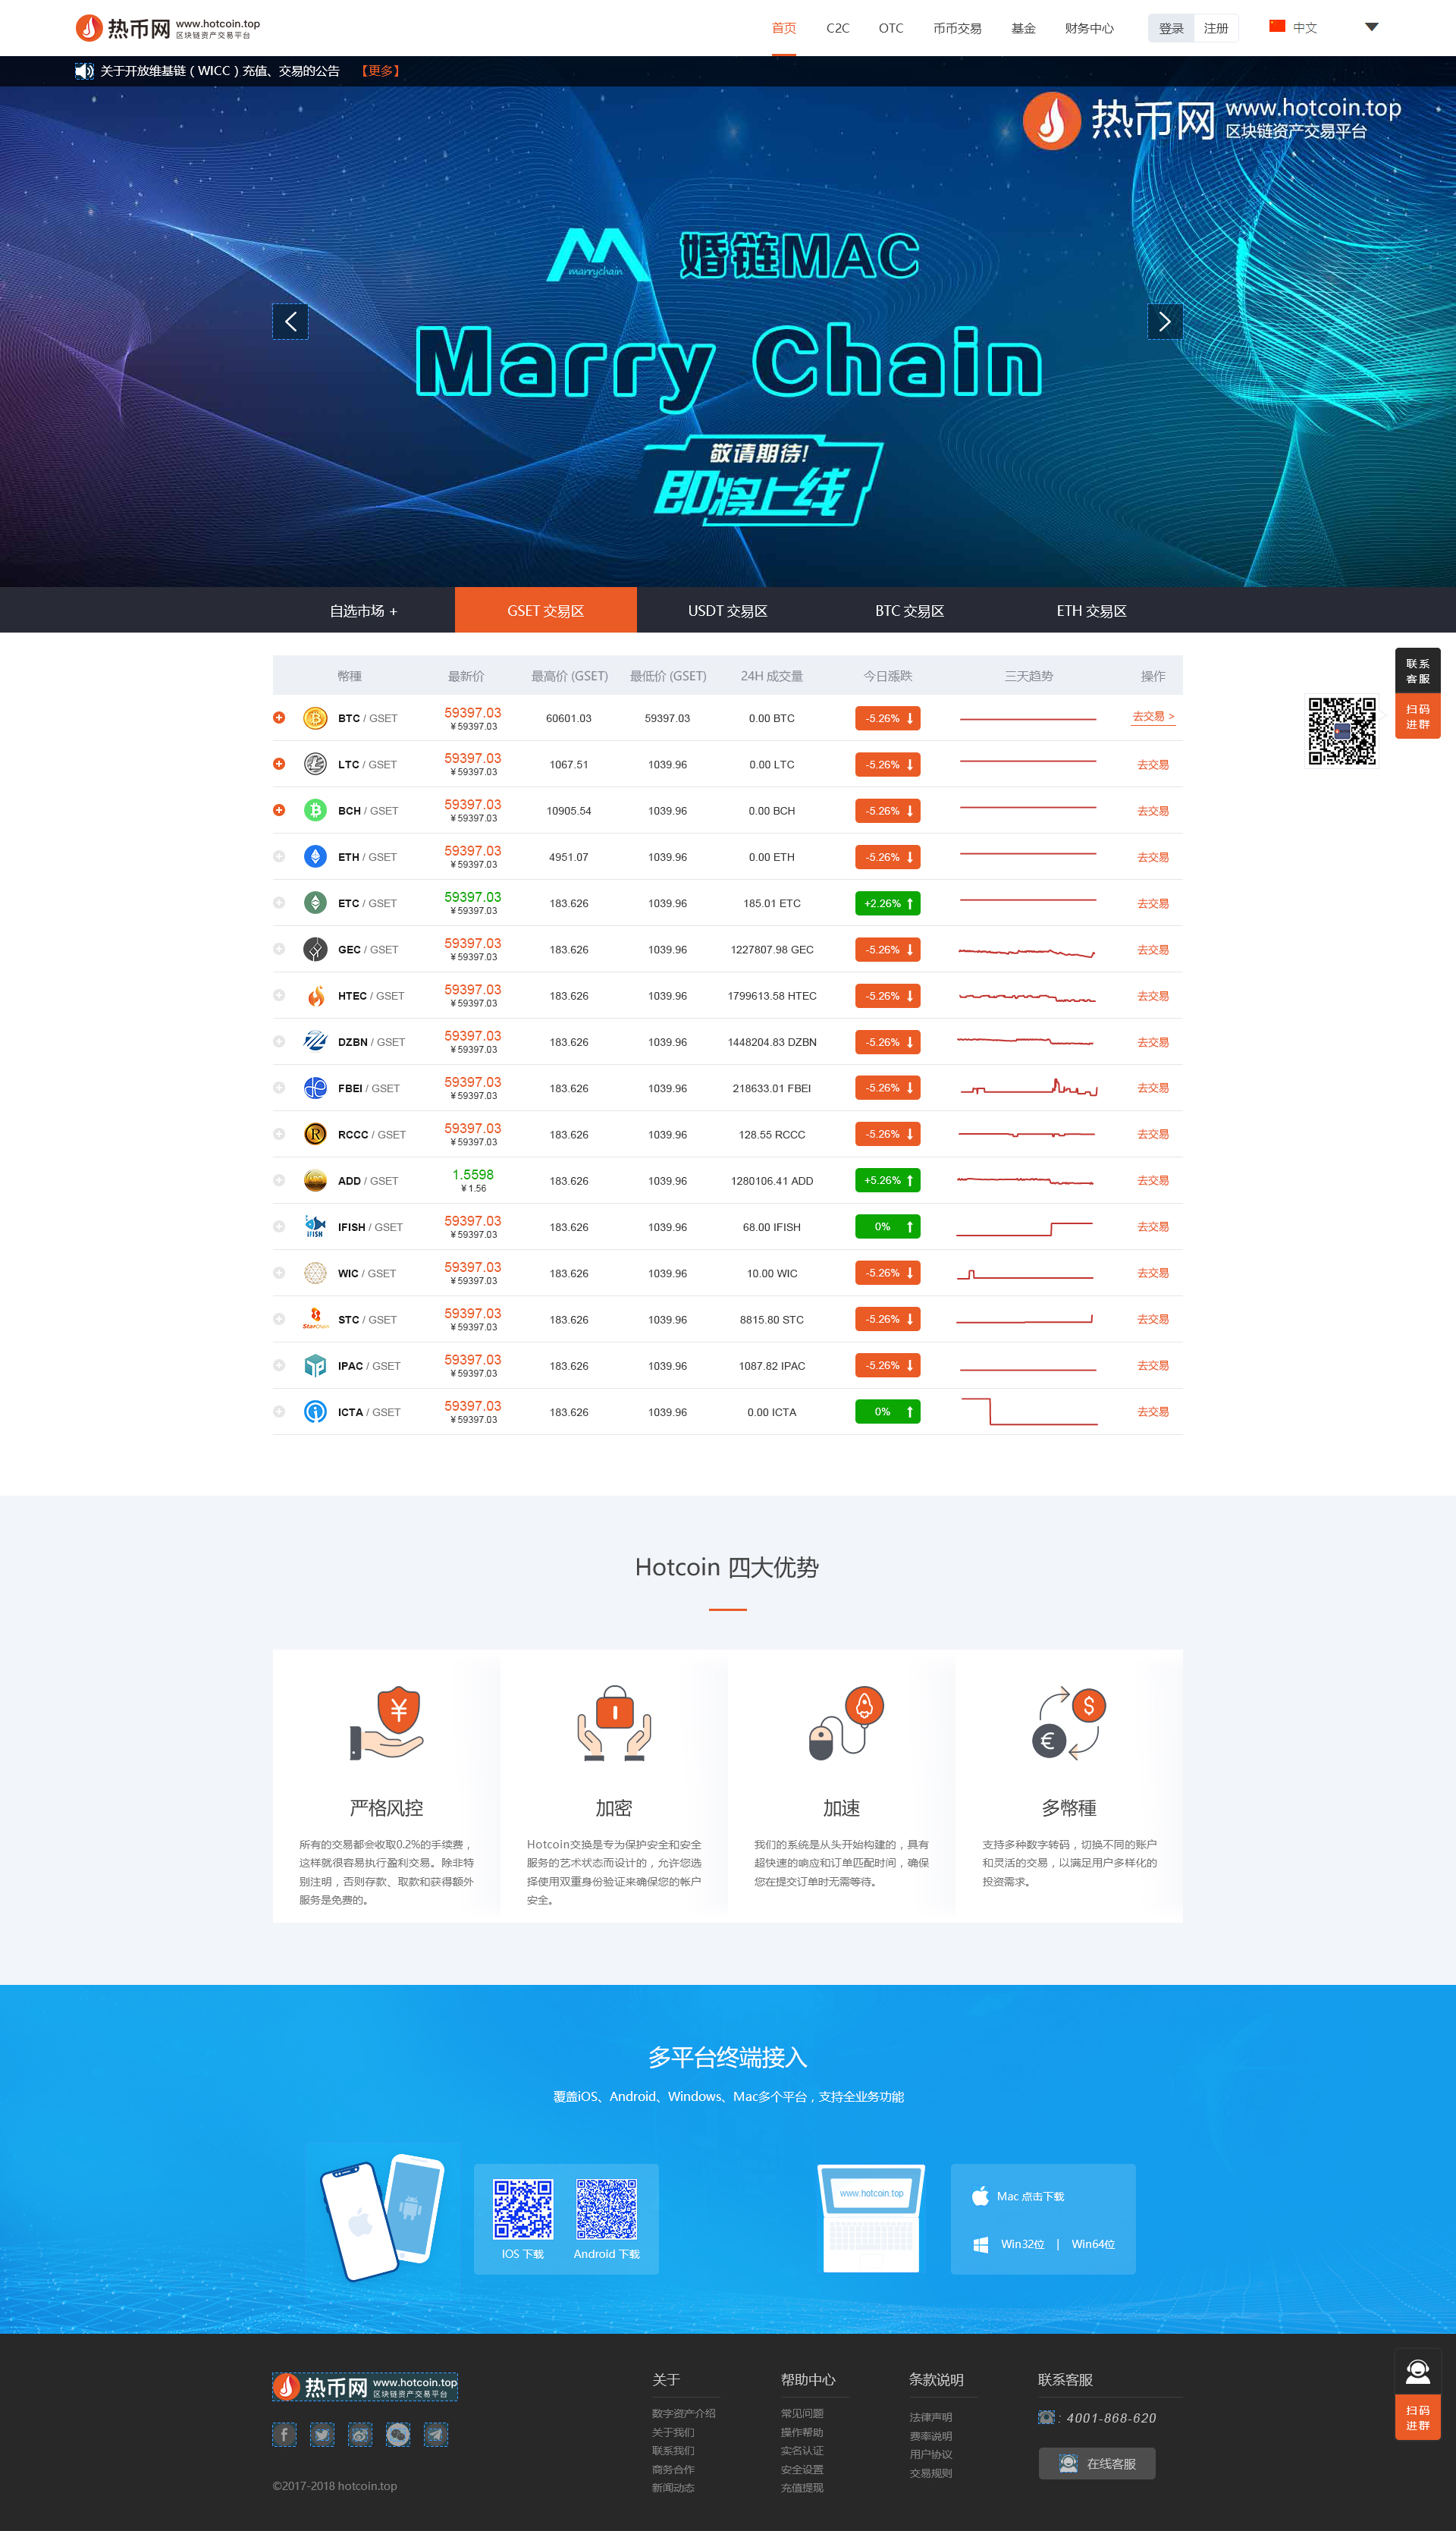 热币网 www.hotcoin.top
区块链资产交易平台
首页 C2C OTC 币币交易 基金 财务中心 登录 注册 中文
关于开放维基链（WICC）充值、交易的公告 【更多】
热币网 www.hotcoin.top
区块链资产交易平台
marrychain 婚链MAC
Marry Chain
敬请期待!
即将上线
自选市场 + GSET 交易区 USDT 交易区 BTC 交易区 ETH 交易区
幣種 最新价 最高价 (GSET) 最低价 (GSET) 24H 成交量 今日漲跌 三天趋势 操作
联系
客服
扫码
进群
BTC / GSET 59397.03 60601.03 59397.03 0.00 BTC -5.26% 去交易 >
¥ 59397.03
LTC / GSET 59397.03 1067.51 1039.96 0.00 LTC -5.26% 去交易
¥ 59397.03
BCH / GSET 59397.03 10905.54 1039.96 0.00 BCH -5.26% 去交易
¥ 59397.03
ETH / GSET 59397.03 4951.07 1039.96 0.00 ETH -5.26% 去交易
¥ 59397.03
ETC / GSET 59397.03 183.626 1039.96 185.01 ETC +2.26% 去交易
¥ 59397.03
GEC / GSET 59397.03 183.626 1039.96 1227807.98 GEC -5.26% 去交易
¥ 59397.03
HTEC / GSET 59397.03 183.626 1039.96 1799613.58 HTEC -5.26% 去交易
¥ 59397.03
DZBN / GSET 59397.03 183.626 1039.96 1448204.83 DZBN -5.26% 去交易
¥ 59397.03
FBEI / GSET 59397.03 183.626 1039.96 218633.01 FBEI -5.26% 去交易
¥ 59397.03
RCCC / GSET 59397.03 183.626 1039.96 128.55 RCCC -5.26% 去交易
¥ 59397.03
ADD / GSET 1.5598 183.626 1039.96 1280106.41 ADD +5.26% 去交易
¥ 1.56
IFISH IFISH / GSET 59397.03 183.626 1039.96 68.00 IFISH 0% 去交易
¥ 59397.03
WIC / GSET 59397.03 183.626 1039.96 10.00 WIC -5.26% 去交易
¥ 59397.03
StarChain STC / GSET 59397.03 183.626 1039.96 8815.80 STC -5.26% 去交易
¥ 59397.03
IPAC / GSET 59397.03 183.626 1039.96 1087.82 IPAC -5.26% 去交易
¥ 59397.03
ICTA / GSET 59397.03 183.626 1039.96 0.00 ICTA 0% 去交易
¥ 59397.03
Hotcoin 四大优势
严格风控
所有的交易都会收取0.2%的手续费，
这样就很容易执行盈利交易。除非特
别注明，否则存款、取款和获得额外
服务是免费的。
加密
Hotcoin交换是专为保护安全和安全
服务的艺术状态而设计的，允许您选
择使用双重身份验证来确保您的帐户
安全。
加速
我们的系统是从头开始构建的，具有
超快速的响应和订单匹配时间，确保
您在提交订单时无需等待。
多幣種
支持多种数字转码，切换不同的账户
和灵活的交易，以满足用户多样化的
投资需求。
多平台终端接入
覆盖iOS、Android、Windows、Mac多个平台，支持全业务功能
IOS 下载 Android 下载
www.hotcoin.top
Mac 点击下载
Win32位 | Win64位
热币网 www.hotcoin.top
区块链资产交易平台
©2017-2018 hotcoin.top
关于
数字资产介绍
关于我们
联系我们
商务合作
新闻动态
帮助中心
常见问题
操作帮助
实名认证
安全设置
充值提现
条款说明
法律声明
费率说明
用户协议
交易规则
联系客服
: 4001-868-620
在线客服
扫码
进群